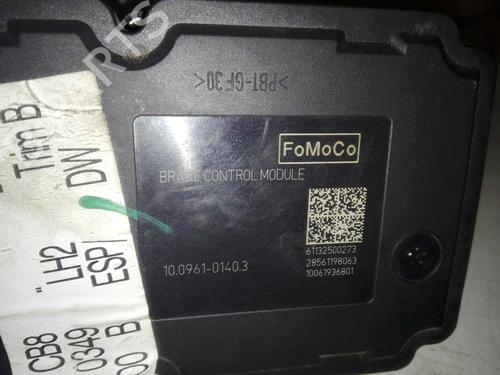 >PBT-GF30<
FoMoCo
BRAKE CONTROL MODULE
61132500273
28561198063
10061936801
10.0961-0140.3
Trim B
DW
"LH2
ESP/
CB8
0349
00 B